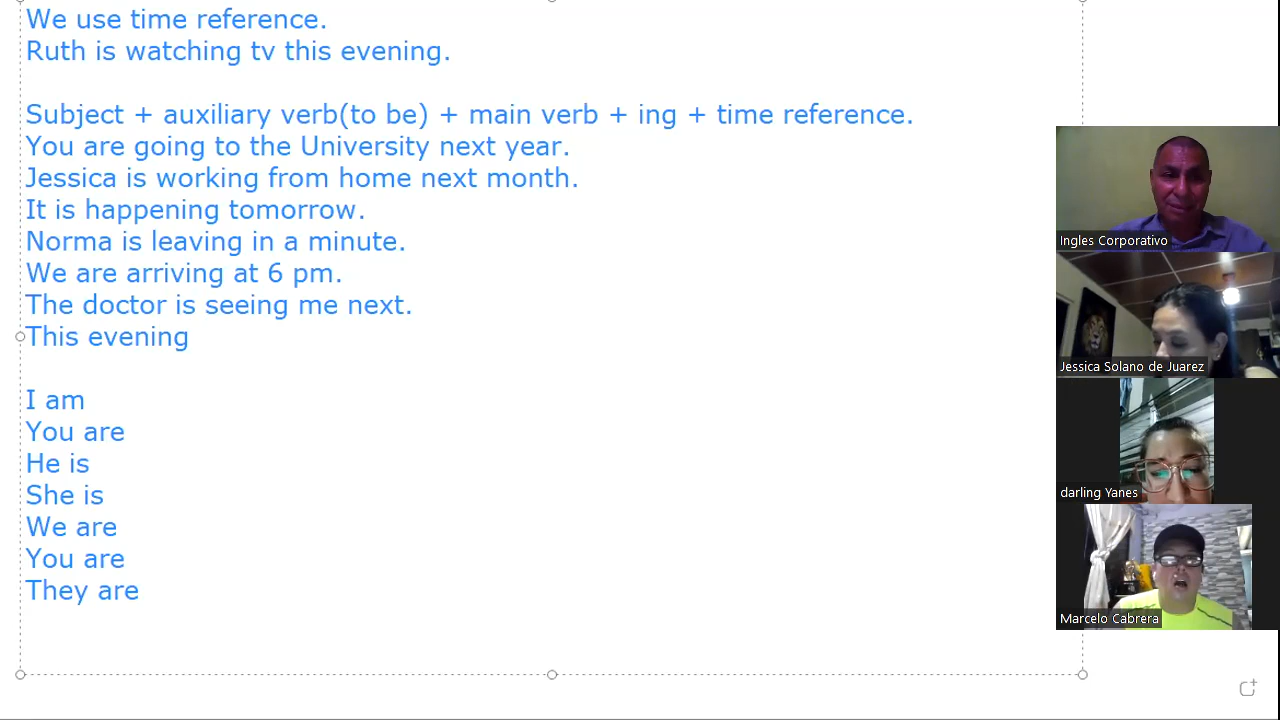 We use time reference.
Ruth is watching tv this evening.
Subject + auxiliary verb(to be) + main verb + ing + time reference.
You are going to the University next year.
Jessica is working from home next month.
It is happening tomorrow.
Norma is leaving in a minute.
We are arriving at 6 pm.
The doctor is seeing me next.
This evening
I am
You are
He is
She is
We are
You are
They are
Ingles Corporativo
Jessica Solano de Juarez
darling Yanes
Marcelo Cabrera